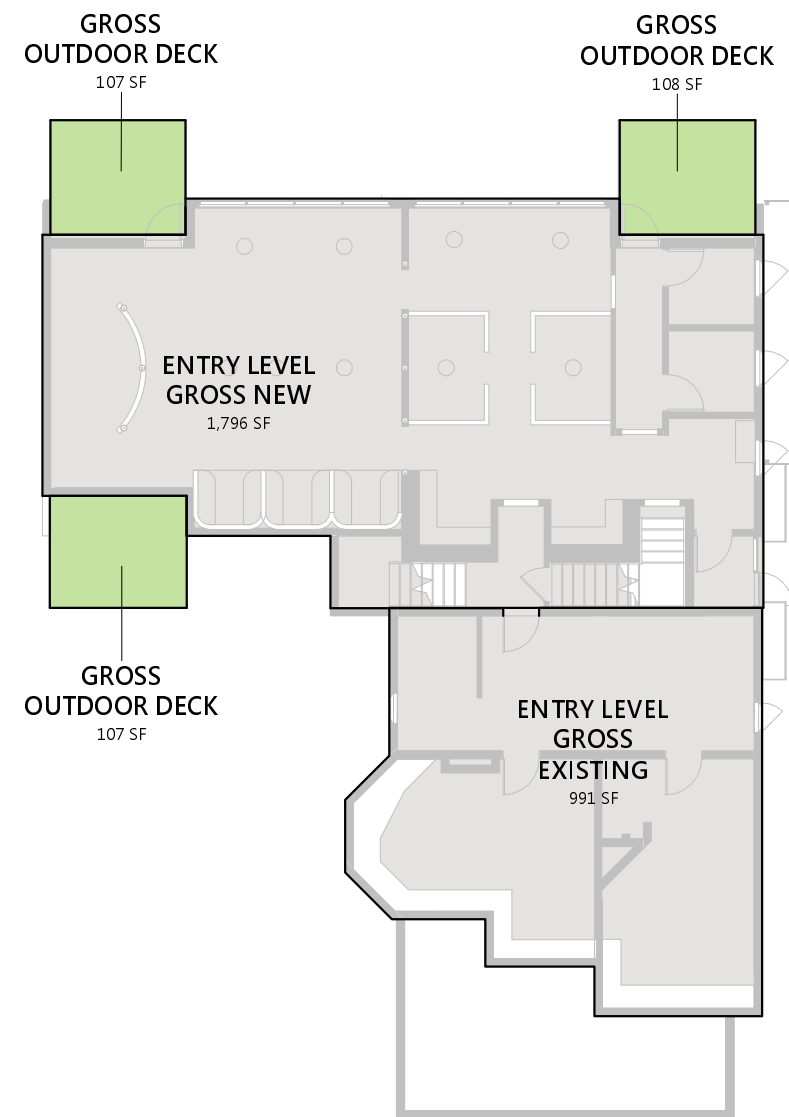 GROSS
OUTDOOR DECK
107 SF
GROSS
OUTDOOR DECK
108 SF
ENTRY LEVEL
GROSS NEW
1,796 SF
GROSS
OUTDOOR DECK
107 SF
ENTRY LEVEL
GROSS
EXISTING
991 SF